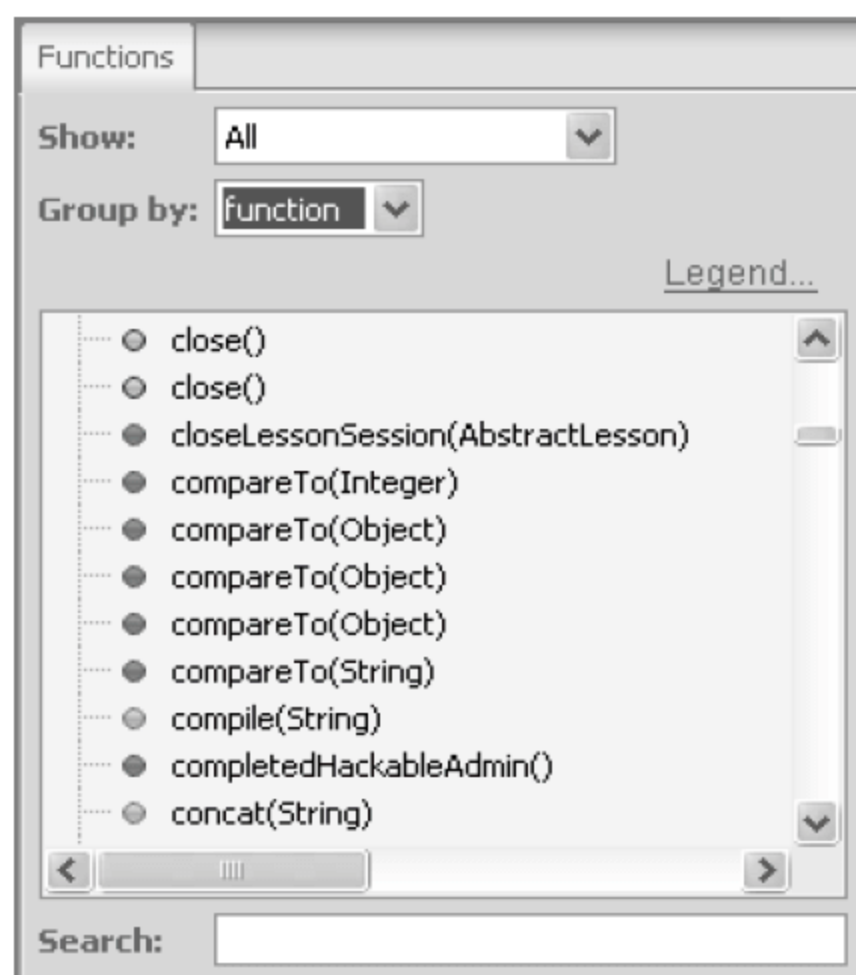 Functions
Show: All
Group by: function
Legend...
close()
close()
closeLessonSession(AbstractLesson)
compareTo(Integer)
compareTo(Object)
compareTo(Object)
compareTo(Object)
compareTo(String)
compile(String)
completedHackableAdmin()
concat(String)
Search: